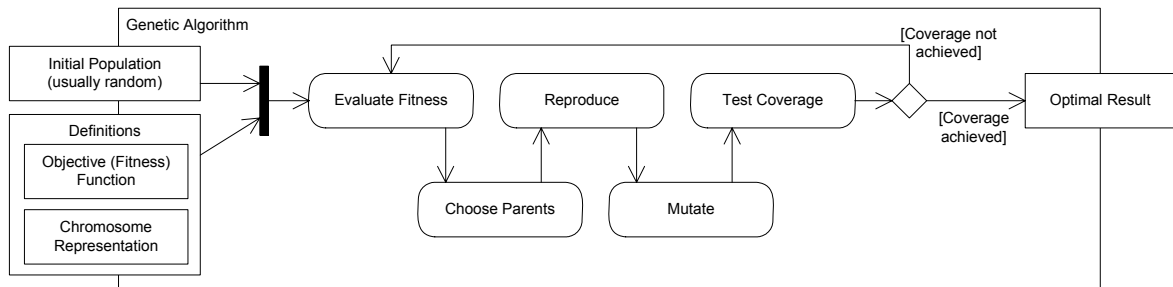 Genetic Algorithm
Initial Population
(usually random)
Definitions
Objective (Fitness)
Function
Chromosome
Representation
Evaluate Fitness
Choose Parents
Reproduce
Mutate
Test Coverage
[Coverage not
achieved]
[Coverage
achieved]
Optimal Result